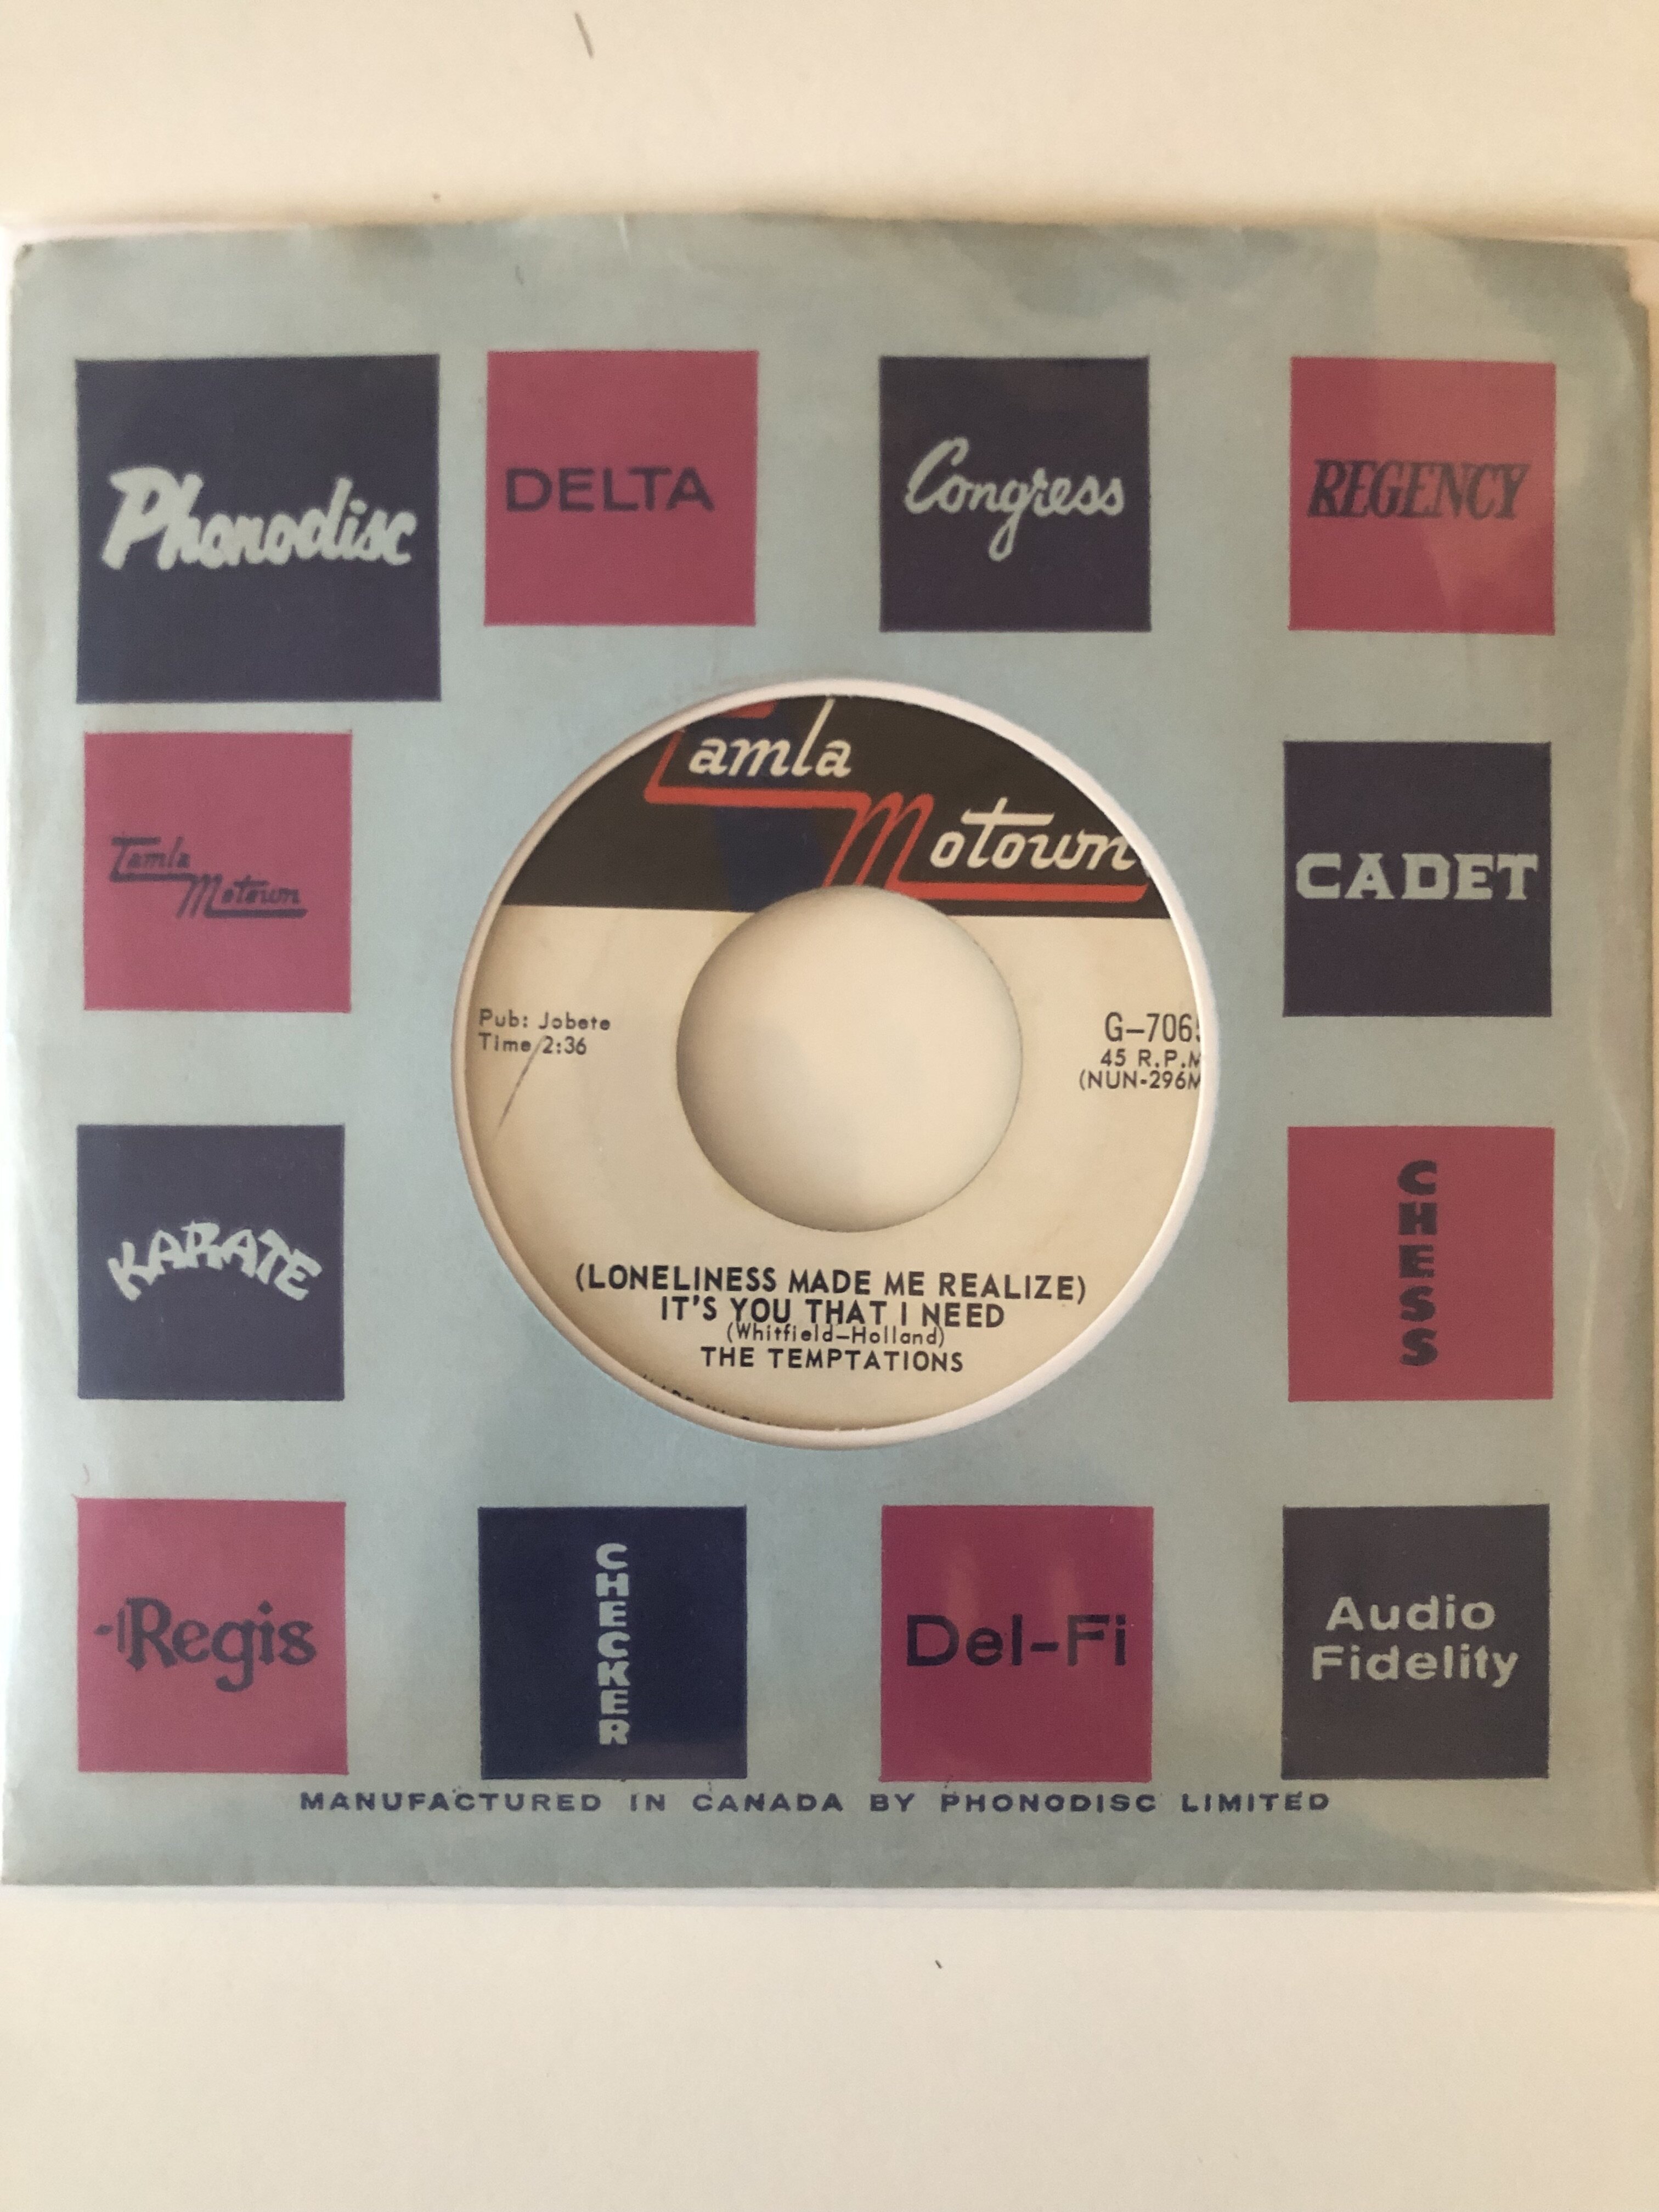 Phonodisc
DELTA
Congress
REGENCY
Tamla
Motown
CADET
KARATE
CHESS
Regis
CHECKER
Del-Fi
Audio
Fidelity
MANUFACTURED IN CANADA BY PHONODISC LIMITED
Tamla
Motown
Pub: Jobete
Time 2:36
G-7065
45 R.P.M
(NUN-296M
(LONELINESS MADE ME REALIZE)
IT'S YOU THAT I NEED
(Whitfield-Holland)
THE TEMPTATIONS